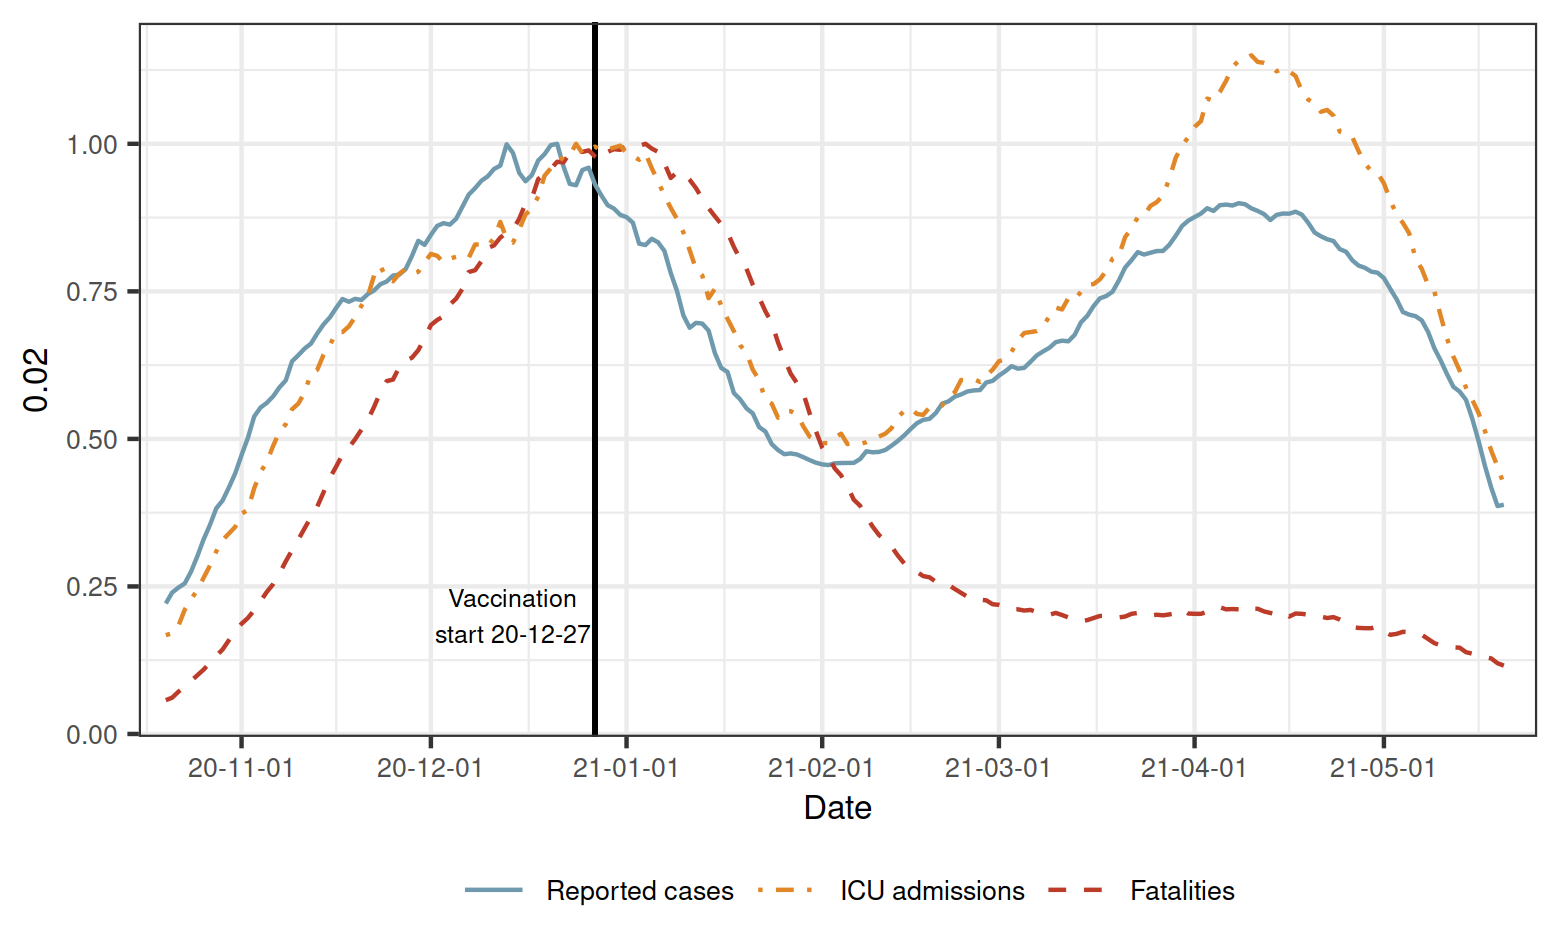 1.00
0.75
0.50
0.25
0.00
0.02
Vaccination
start 20-12-27
20-11-01 20-12-01 21-01-01 21-02-01 21-03-01 21-04-01 21-05-01
Date
Reported cases ICU admissions Fatalities